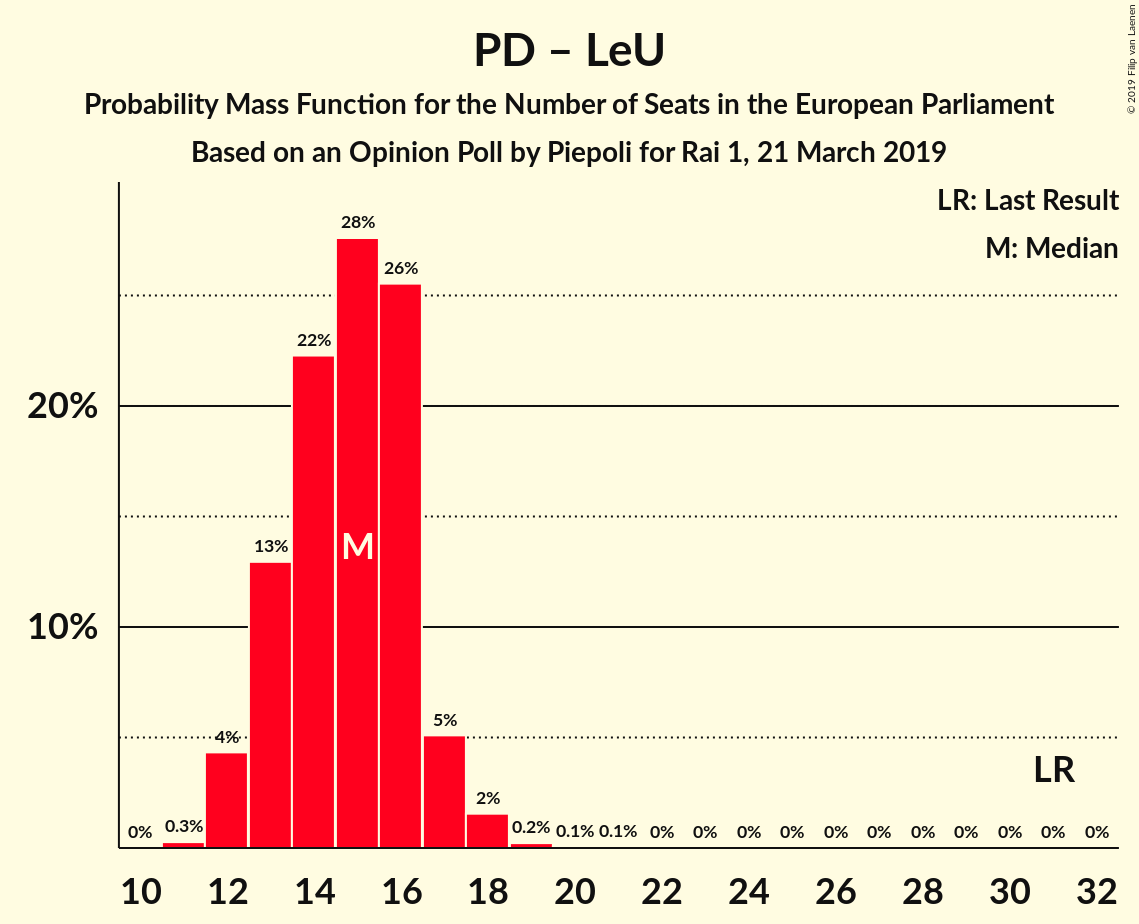 PD – LeU
Probability Mass Function for the Number of Seats in the European Parliament
Based on an Opinion Poll by Piepoli for Rai 1, 21 March 2019
© 2019 Filip van Laenen
LR: Last Result
M: Median
28%
26%
22%
20%
13%
M
10%
5%
4%
LR
2%
0% 0.3% 0.2% 0.1% 0.1% 0% 0% 0% 0% 0% 0% 0% 0% 0% 0% 0%
10 12 14 16 18 20 22 24 26 28 30 32